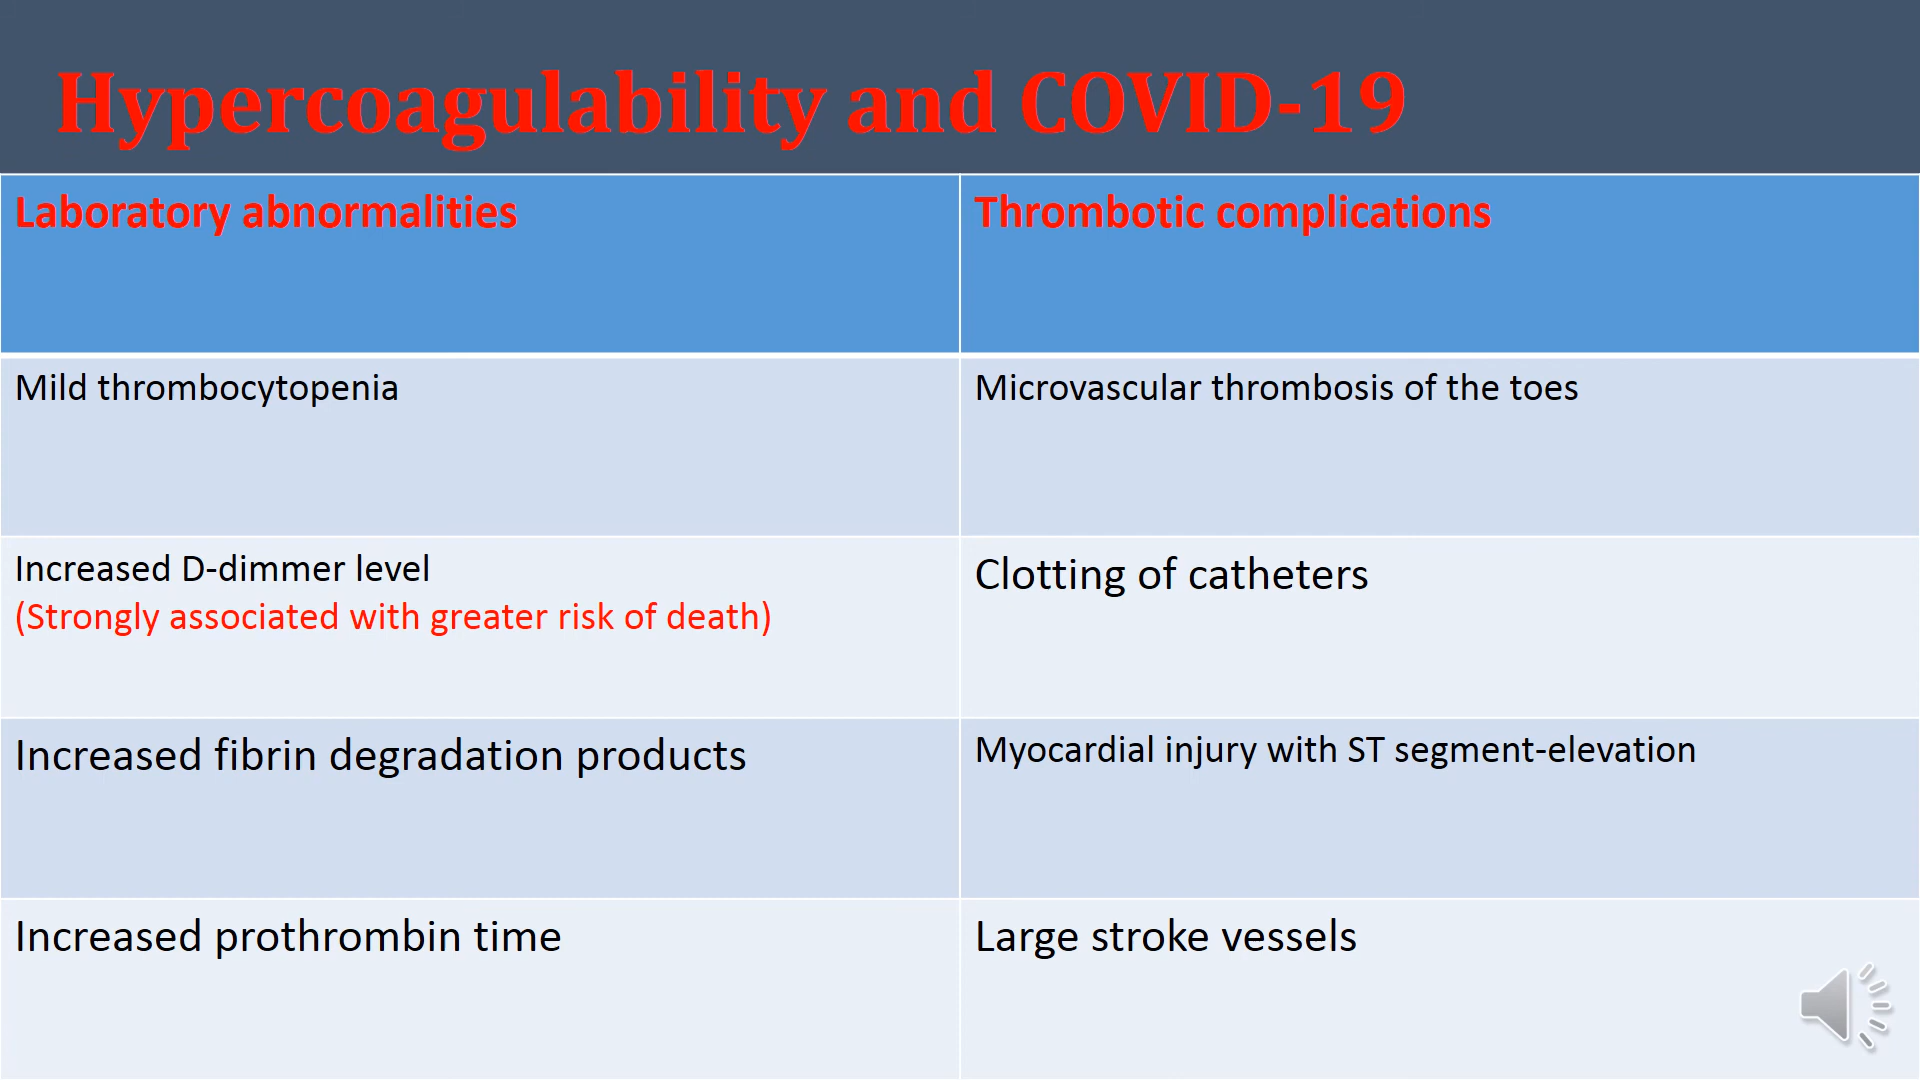 Hypercoagulability and COVID-19
Laboratory abnormalities
Thrombotic complications
Mild thrombocytopenia
Microvascular thrombosis of the toes
Increased D-dimmer level
(Strongly associated with greater risk of death)
Clotting of catheters
Increased fibrin degradation products
Myocardial injury with ST segment-elevation
Increased prothrombin time
Large stroke vessels